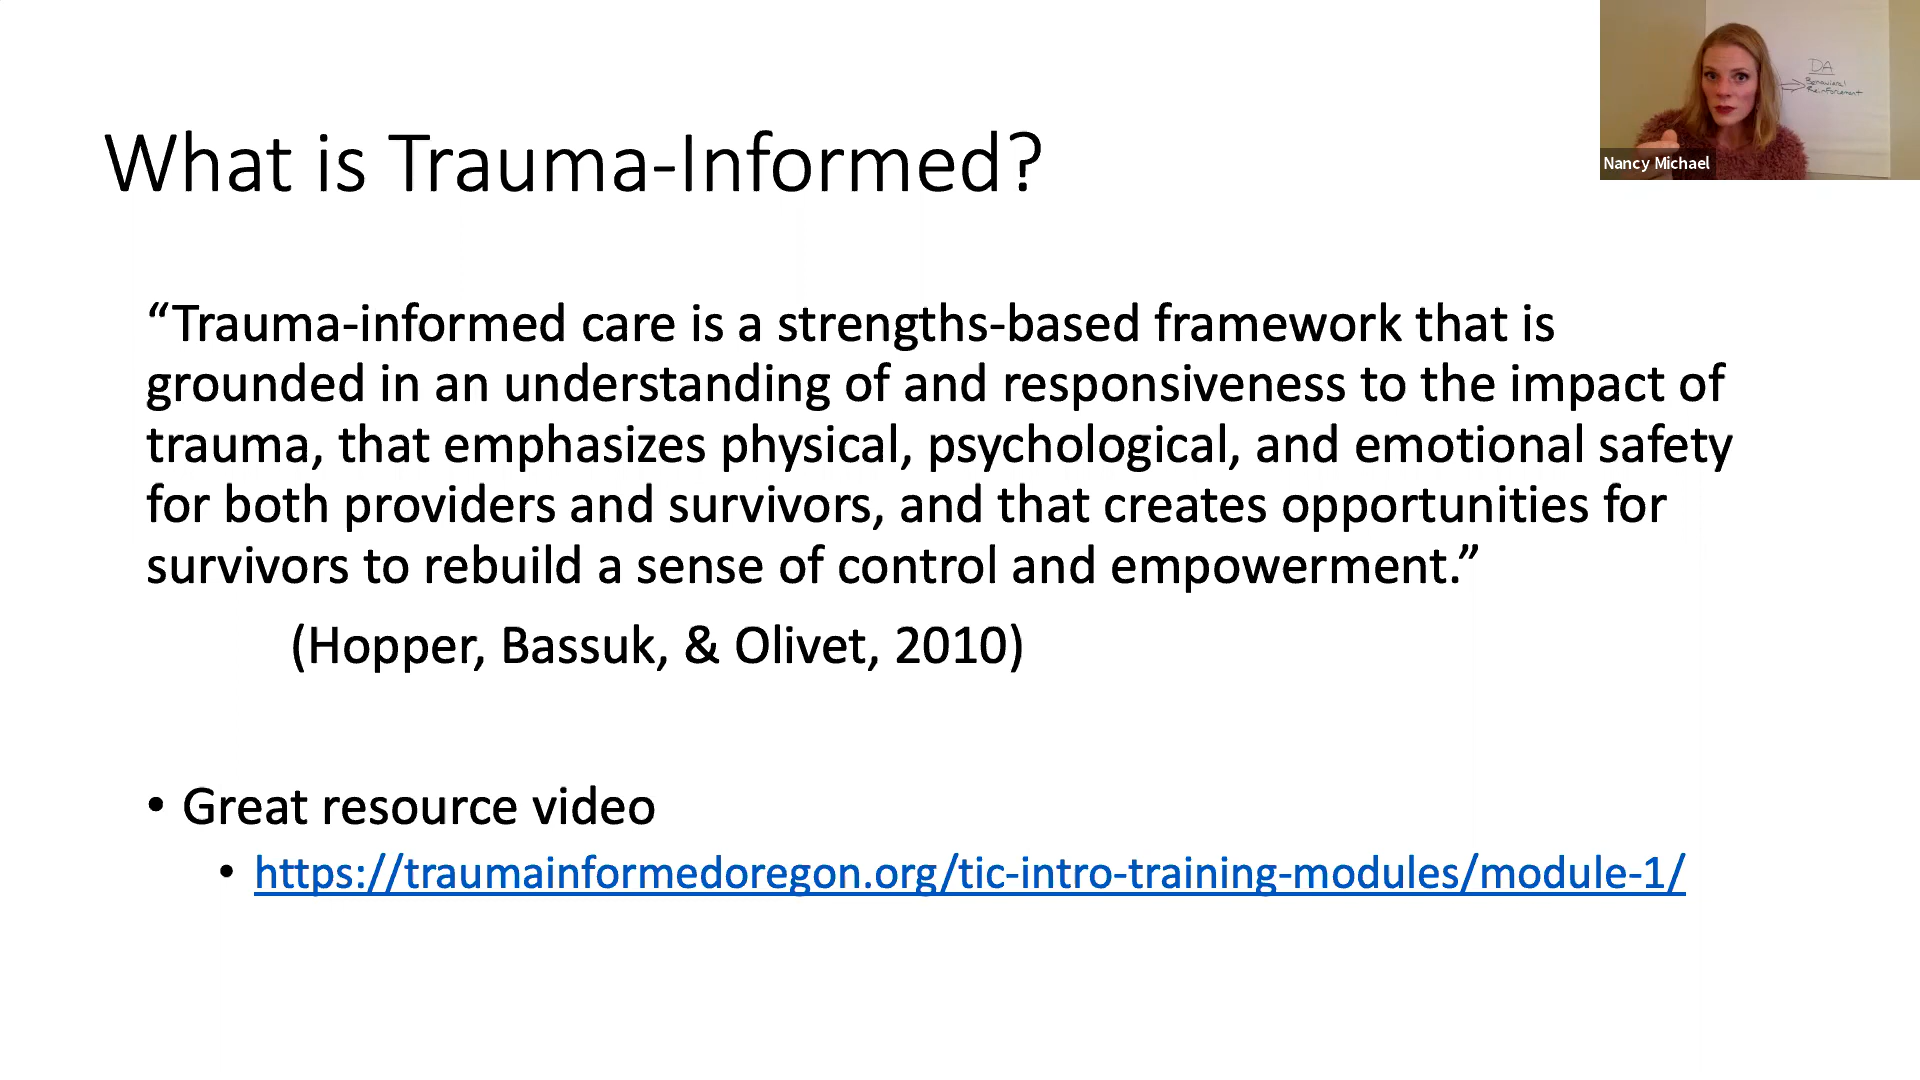 What is Trauma-Informed?
“Trauma-informed care is a strengths-based framework that is
grounded in an understanding of and responsiveness to the impact of
trauma, that emphasizes physical, psychological, and emotional safety
for both providers and survivors, and that creates opportunities for
survivors to rebuild a sense of control and empowerment.”
(Hopper, Bassuk, & Olivet, 2010)
• Great resource video
• https://traumainformedoregon.org/tic-intro-training-modules/module-1/
DA
Behavioral
Reinforcement
Nancy Michael